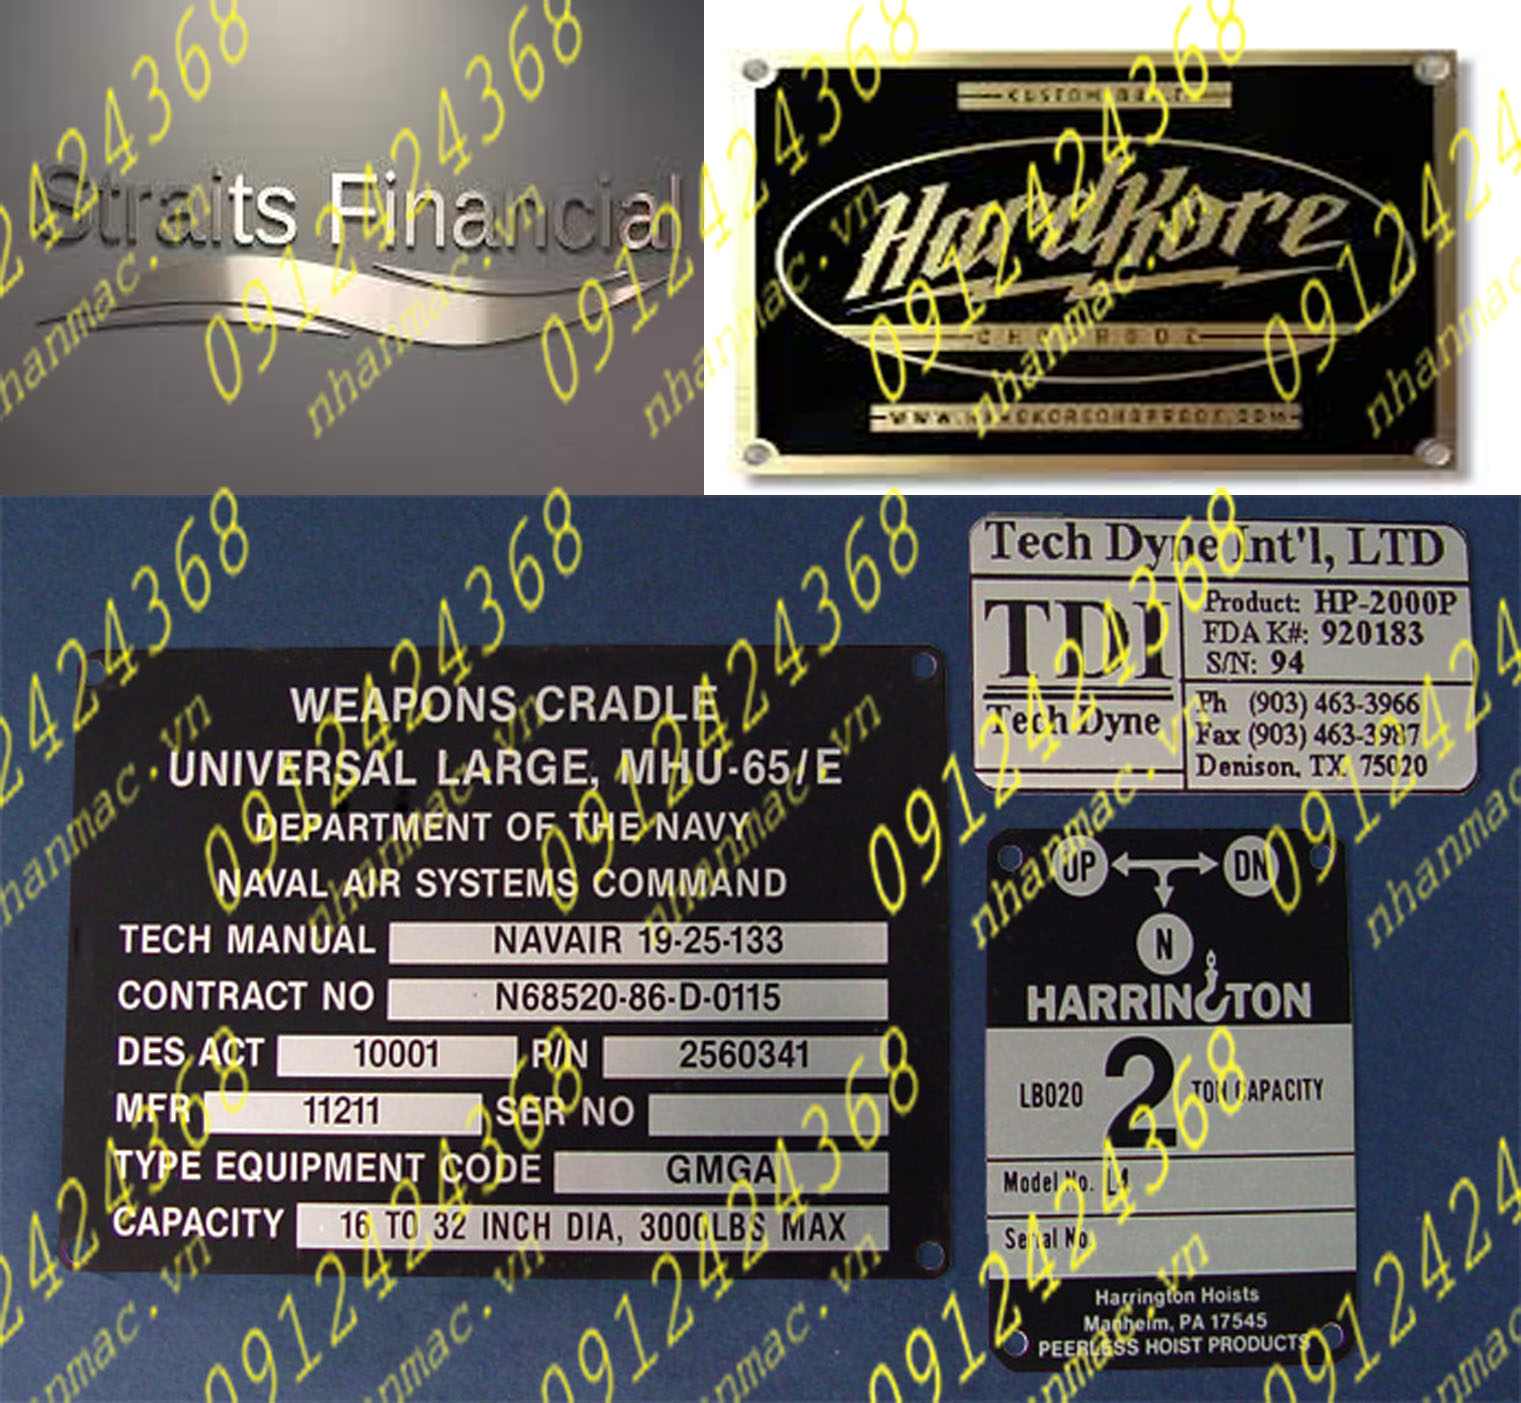 Straits Financial
HardKore
WEAPONS CRADLE
UNIVERSAL LARGE, MHU-65/E
DEPARTMENT OF THE NAVY
NAVAL AIR SYSTEMS COMMAND
TECH MANUAL NAVAIR 19-25-133
CONTRACT NO N68520-86-D-0115
DES ACT 10001 P/N 2560341
MFR 11211 SER NO
TYPE EQUIPMENT CODE GMGA
CAPACITY 16 TO 32 INCH DIA, 3000LBS MAX
Tech Dyne Int'l, LTD
TDI
Tech Dyne
Product: HP-2000P
FDA K#: 920183
S/N: 94
Ph (903) 463-3966
Fax (903) 463-3987
Denison, TX 75020
UP DN
N
HARRINGTON
LB020 2 TON CAPACITY
Model No. L4
Serial No.
Harrington Hoists
Manheim, PA 17545
PEERLESS HOIST PRODUCTS
0912424368
nhanmac.vn